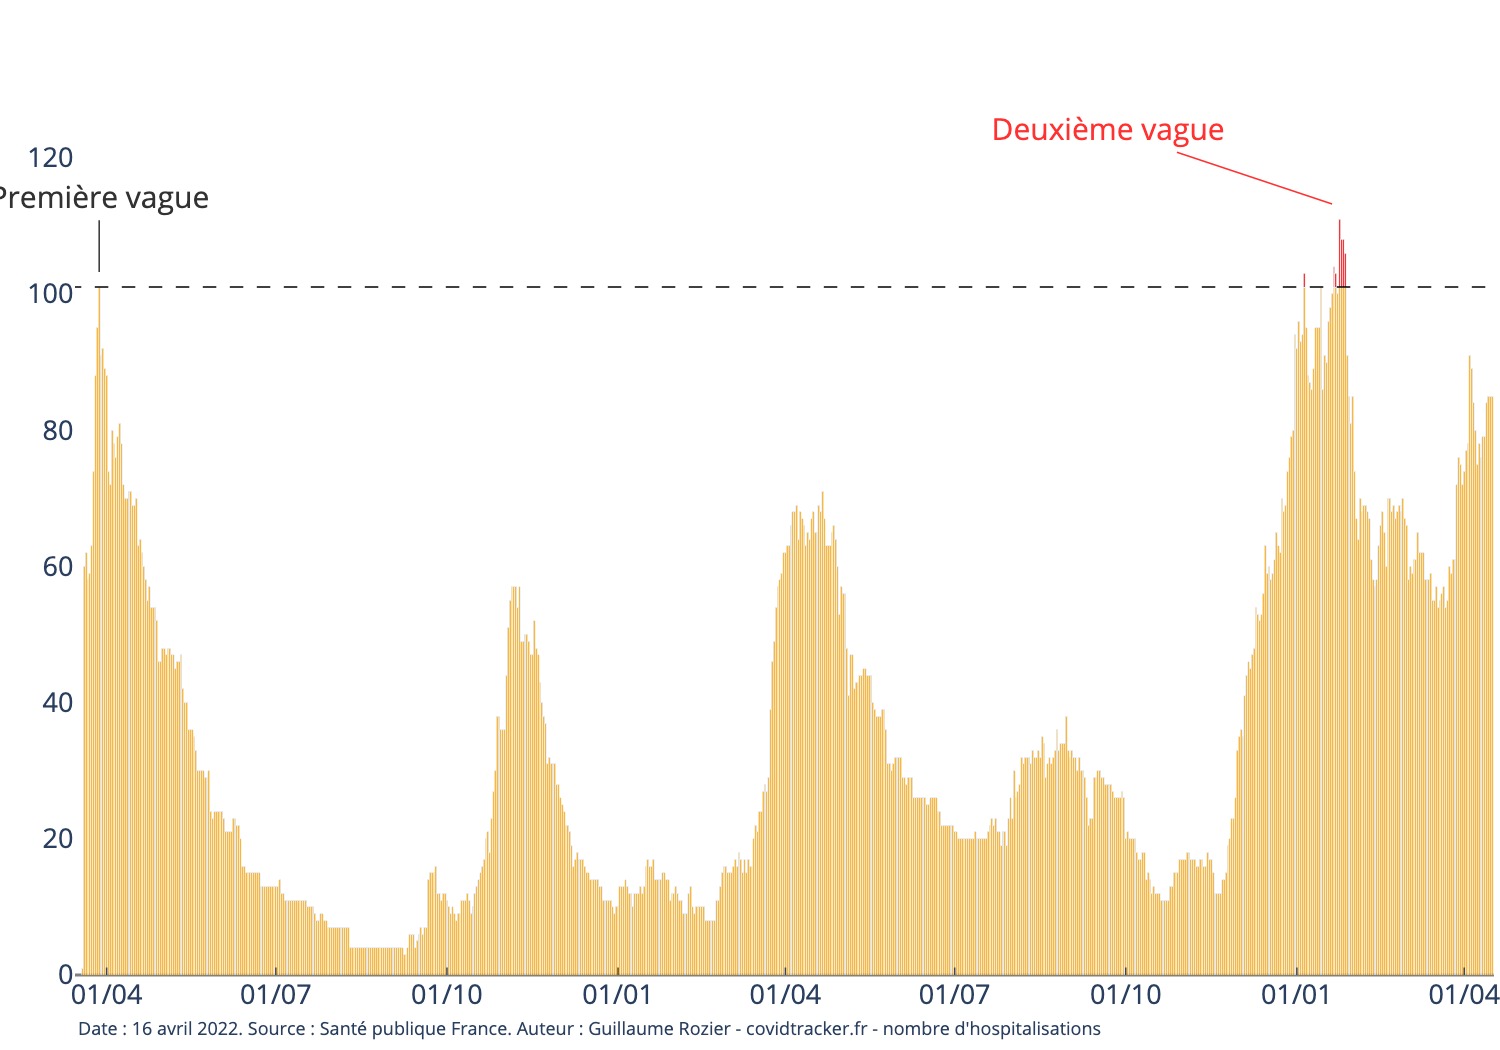 Deuxième vague
120
Première vague
100
80
60
40
20
0
01/04 01/07 01/10 01/01 01/04 01/07 01/10 01/01 01/04
Date : 16 avril 2022. Source : Santé publique France. Auteur : Guillaume Rozier - covidtracker.fr - nombre d'hospitalisations